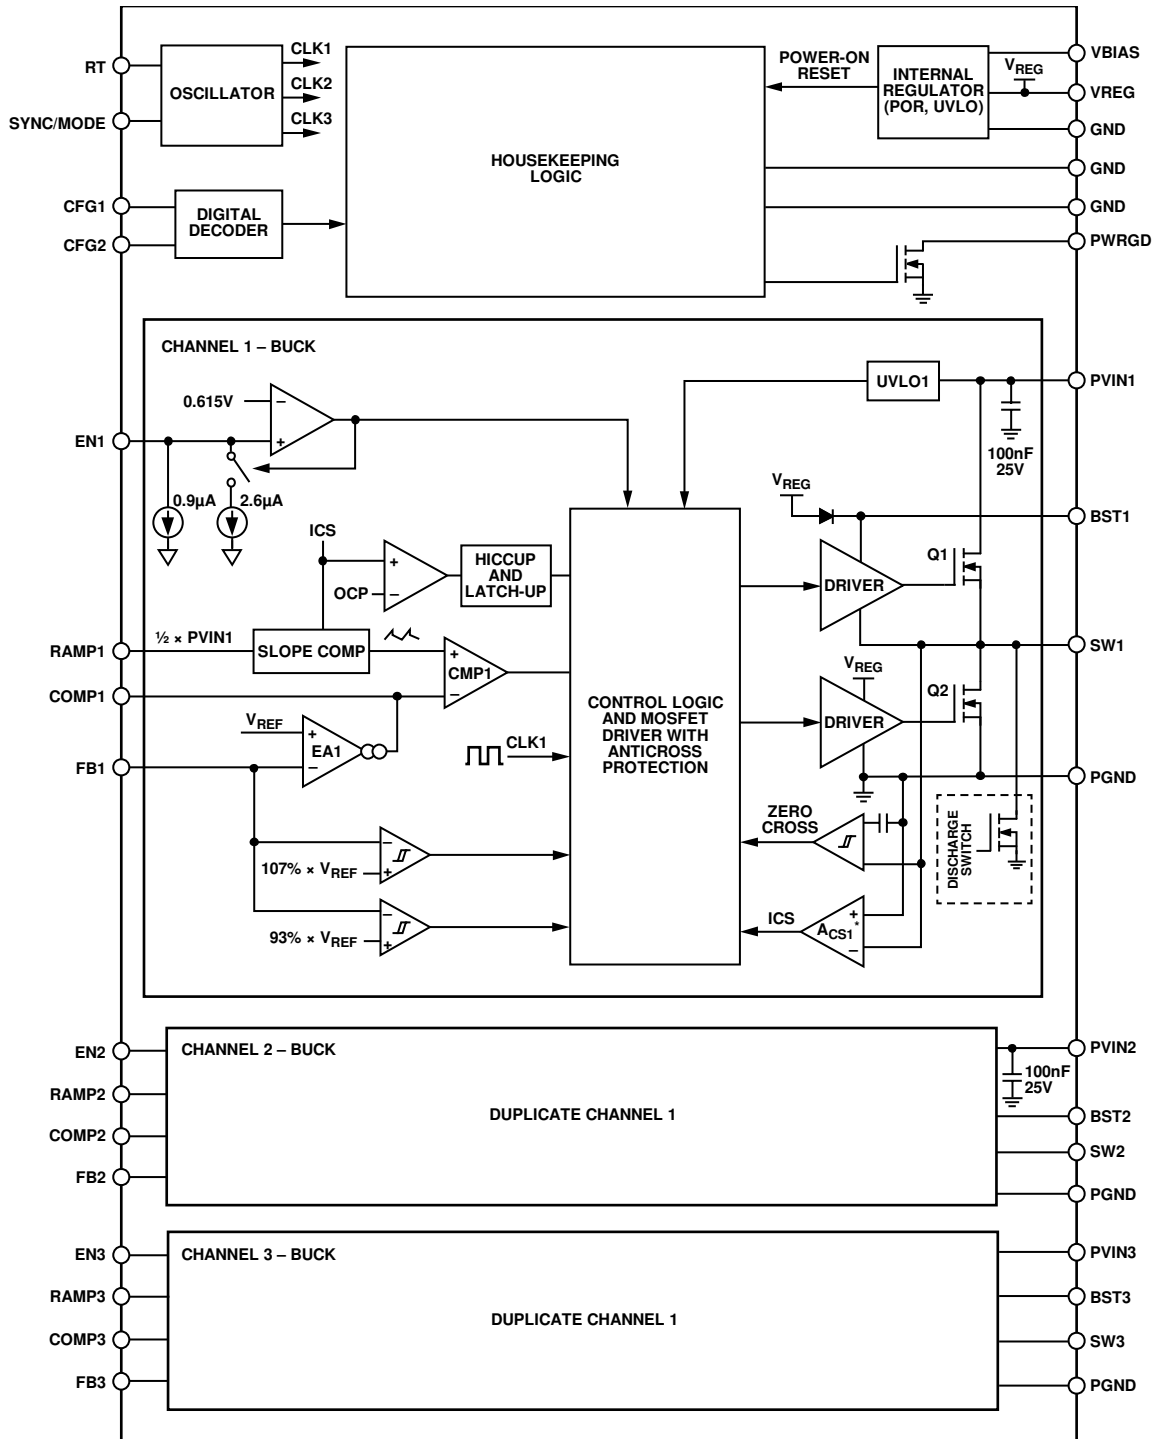 RT
SYNC/MODE
CFG1
CFG2
OSCILLATOR
CLK1
CLK2
CLK3
DIGITAL
DECODER
HOUSEKEEPING
LOGIC
POWER-ON
RESET
INTERNAL
REGULATOR
(POR, UVLO)
VREG
VBIAS
VREG
GND
GND
GND
PWRGD
CHANNEL 1 – BUCK
0.615V
–
+
EN1
0.9µA
2.6µA
UVLO1
PVIN1
100nF
25V
VREG
BST1
ICS
+
OCP
–
HICCUP
AND
LATCH-UP
DRIVER
Q1
½ × PVIN1
RAMP1
SLOPE COMP
+
CMP1
–
SW1
COMP1
VREF
+
EA1
–
FB1
CLK1
CONTROL LOGIC
AND MOSFET
DRIVER WITH
ANTICROSS
PROTECTION
VREG
DRIVER
Q2
PGND
ZERO
CROSS
DISCHARGE
SWITCH
–
107% × VREF
+
–
93% × VREF
+
ICS
+
ACS1*
–
EN2
RAMP2
COMP2
FB2
CHANNEL 2 – BUCK
DUPLICATE CHANNEL 1
PVIN2
100nF
25V
BST2
SW2
PGND
EN3
RAMP3
COMP3
FB3
CHANNEL 3 – BUCK
DUPLICATE CHANNEL 1
PVIN3
BST3
SW3
PGND